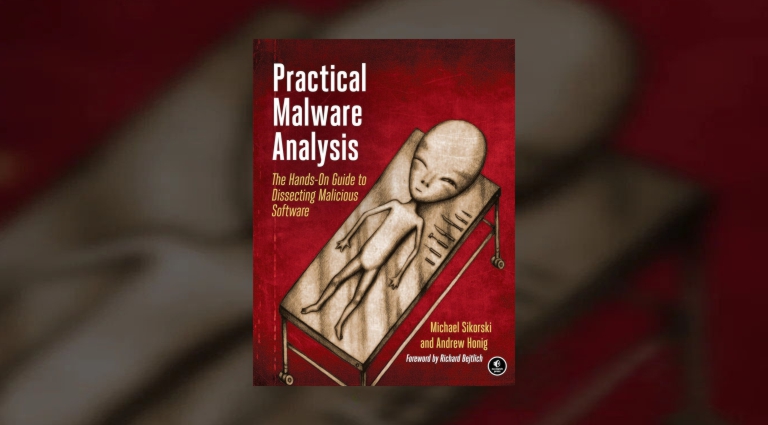 Practical
Malware
Analysis
The Hands-On Guide to
Dissecting Malicious
Software
Michael Sikorski
and Andrew Honig
Foreword by Richard Bejtlich